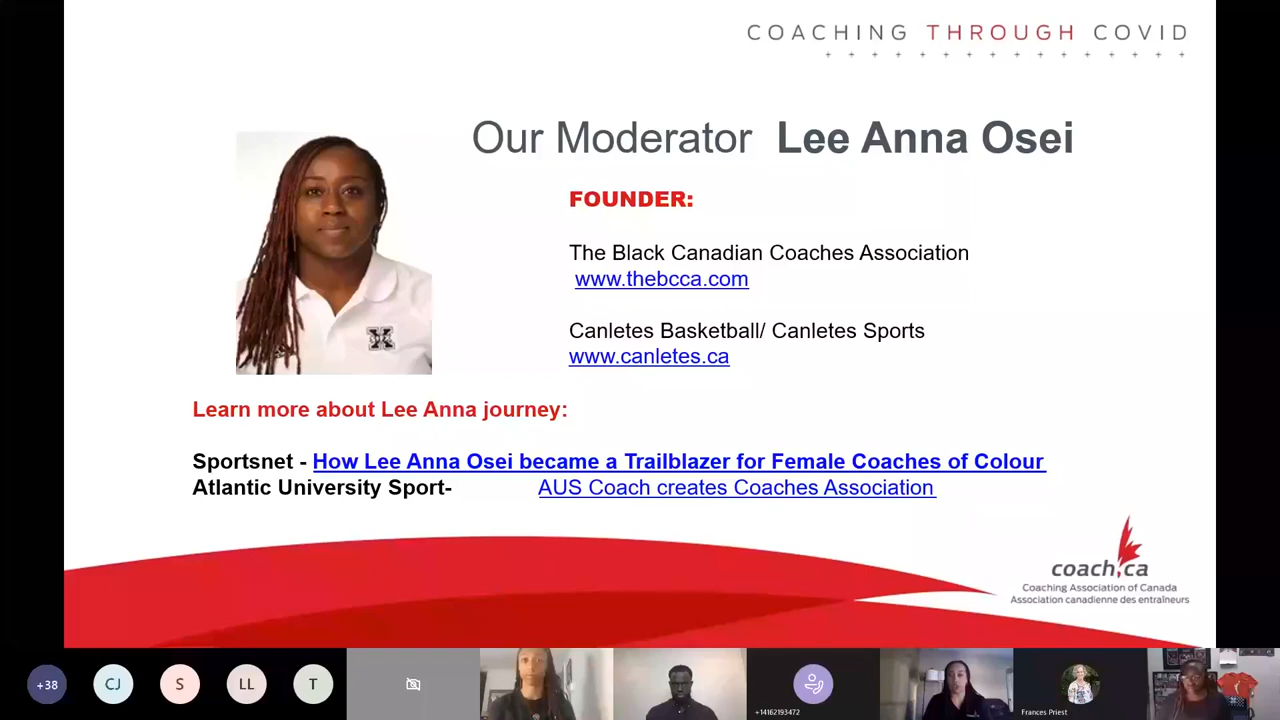 COACHING THROUGH COVID
Our Moderator Lee Anna Osei
FOUNDER:
The Black Canadian Coaches Association
www.thebcca.com
Canletes Basketball/ Canletes Sports
www.canletes.ca
Learn more about Lee Anna journey:
Sportsnet - How Lee Anna Osei became a Trailblazer for Female Coaches of Colour
Atlantic University Sport- AUS Coach creates Coaches Association
coach.ca
Coaching Association of Canada
Association canadienne des entraîneurs
+38 CJ S LL T
+14162193472
Frances Priest
X